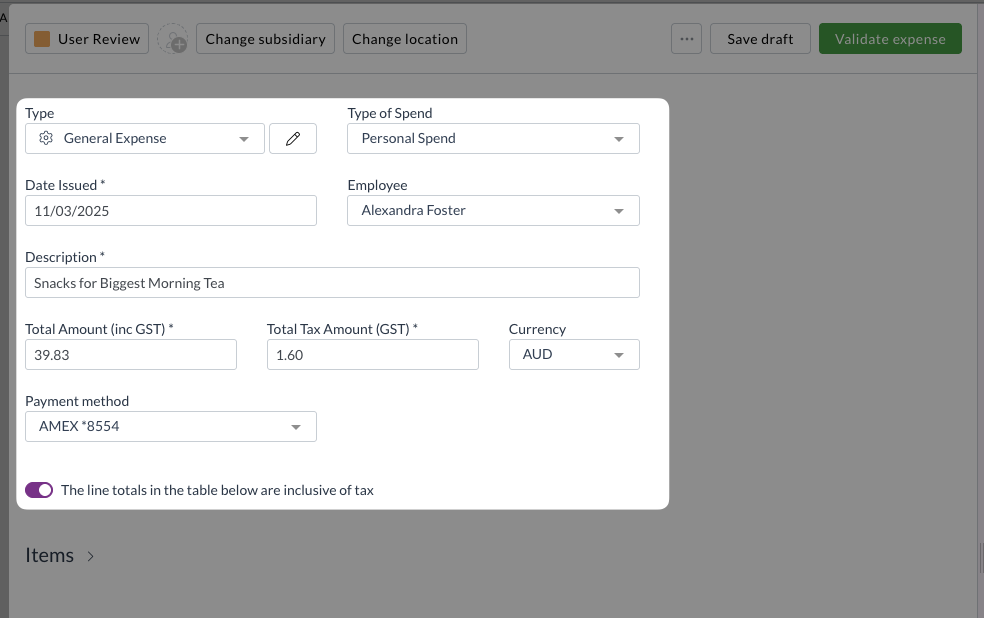 A
User Review Change subsidiary Change location ... Save draft Validate expense
Type Type of Spend
General Expense Personal Spend
Date Issued * Employee
11/03/2025 Alexandra Foster
Description *
Snacks for Biggest Morning Tea
Total Amount (inc GST) * Total Tax Amount (GST) * Currency
39.83 1.60 AUD
Payment method
AMEX *8554
The line totals in the table below are inclusive of tax
Items